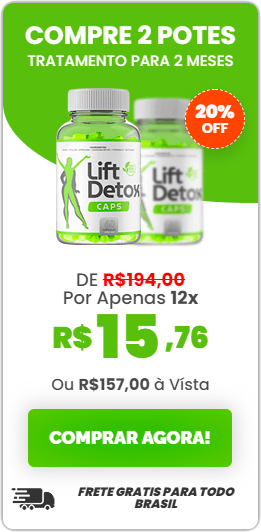 COMPRE 2 POTES
TRATAMENTO PARA 2 MESES
20%
OFF
Lift
Detox
CAPS
Lift
Detox
CAPS
DE R$194,00
Por Apenas 12x
R$15,76
Ou R$157,00 à Vísta
COMPRAR AGORA!
FRETE GRATIS PARA TODO
BRASIL